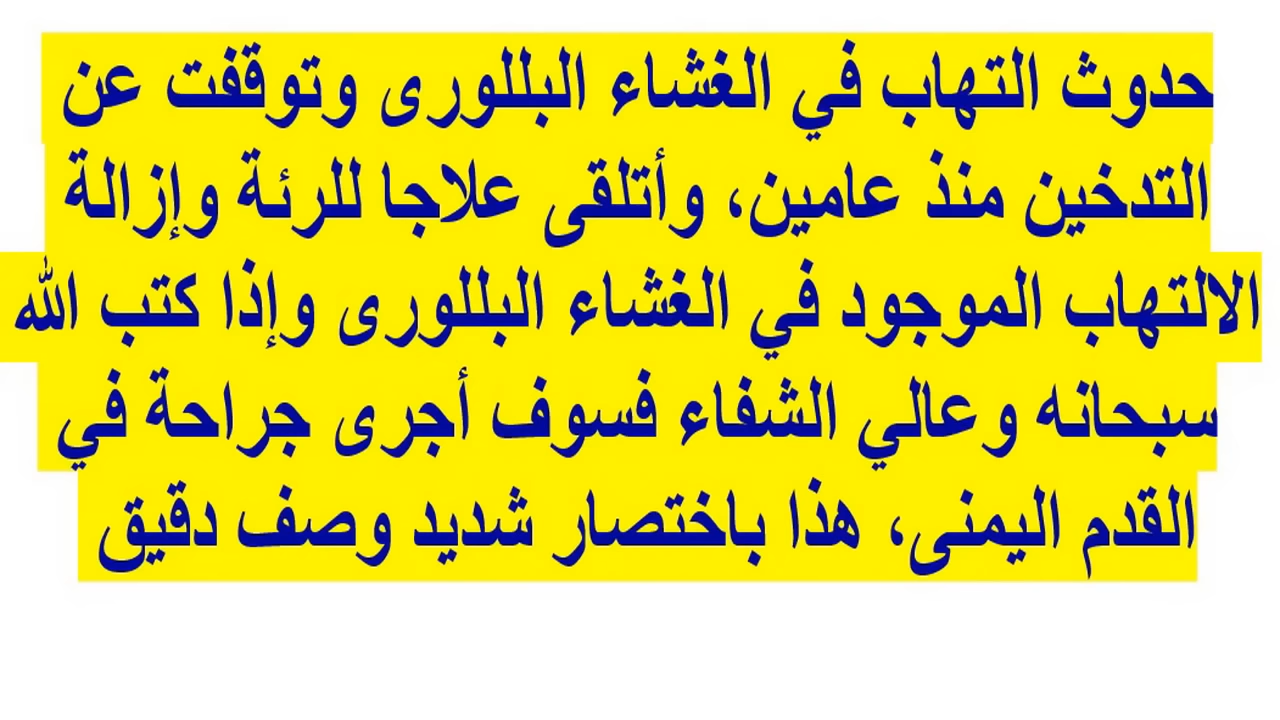 حدوث التهاب في الغشاء البللورى وتوقفت عن
التدخين منذ عامين، وأتلقى علاجا للرئة وإزالة
الالتهاب الموجود في الغشاء البللورى وإذا كتب الله
سبحانه وعالي الشفاء فسوف أجرى جراحة في
القدم اليمنى، هذا باختصار شديد وصف دقيق